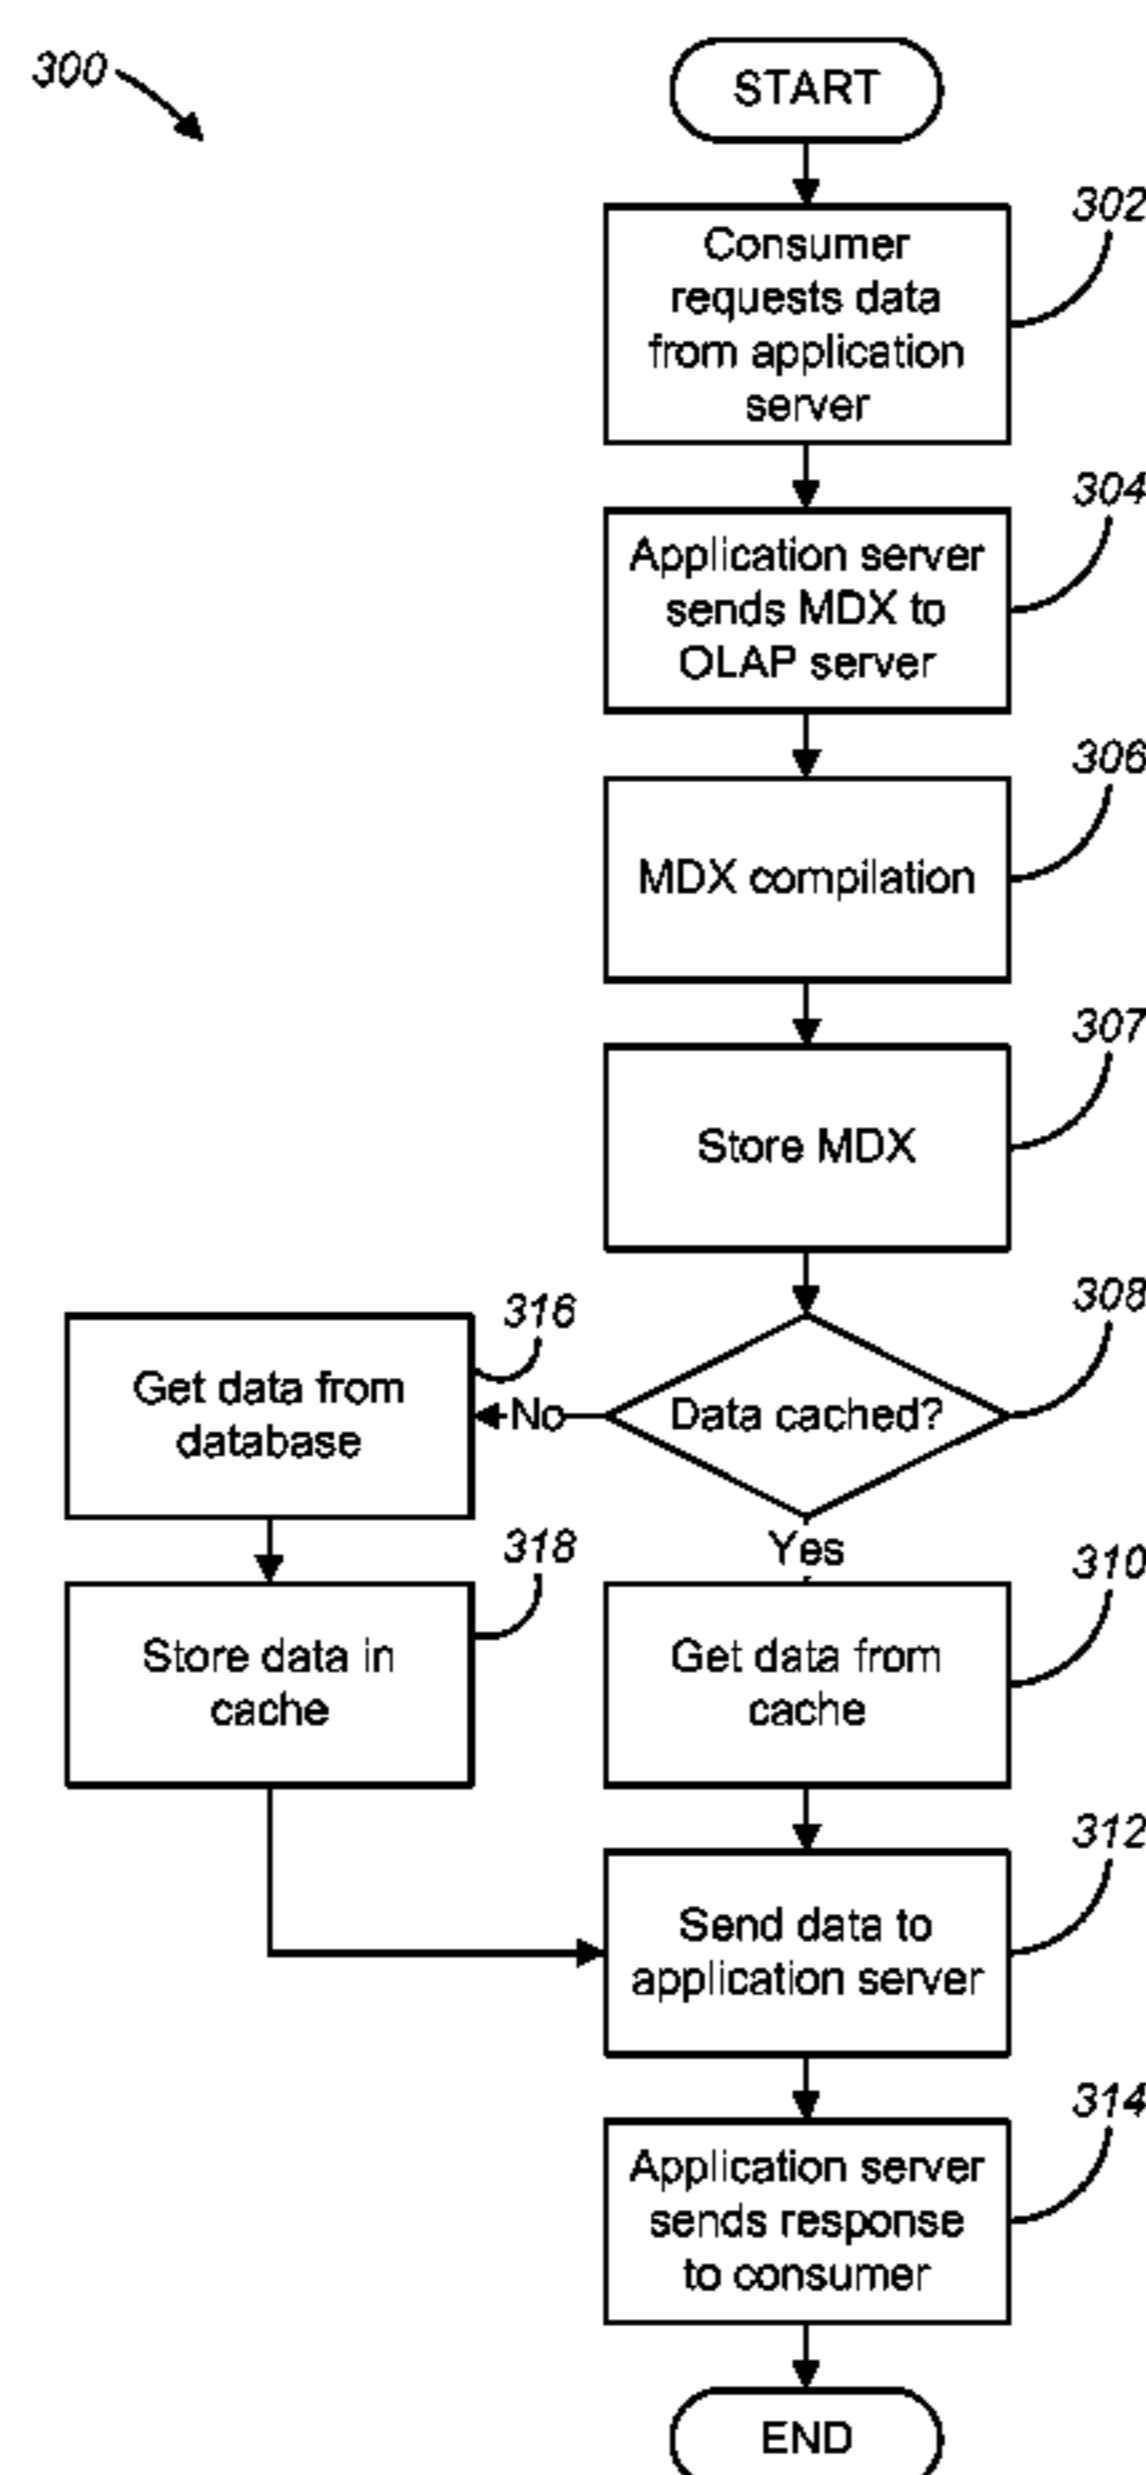 300
START
302
Consumer
requests data
from application
server
304
Application server
sends MDX to
OLAP server
306
MDX compilation
307
Store MDX
308
Data cached?
No
316
Get data from
database
Yes
318
Store data in
cache
310
Get data from
cache
312
Send data to
application server
314
Application server
sends response
to consumer
END